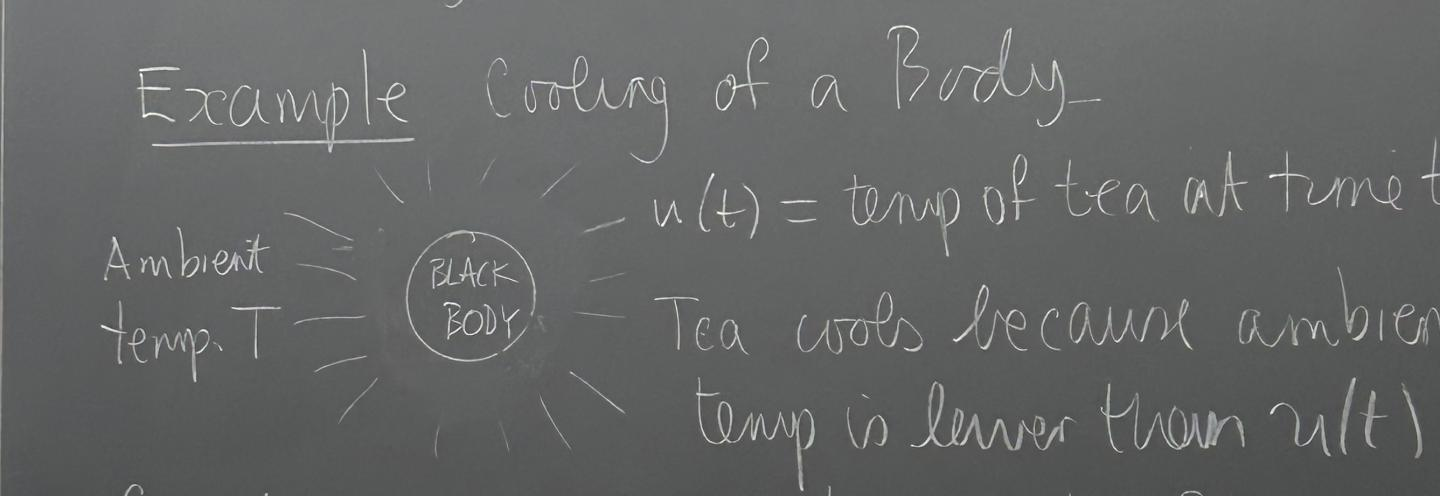 Example Cooling of a Body
u(t) = temp of tea at time t
Ambient
temp. T
BLACK
BODY
Tea cools because ambien
temp is lower than u(t)